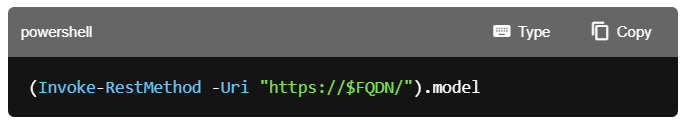 powershell
Type
Copy
(Invoke-RestMethod -Uri "https://$FQDN/").model